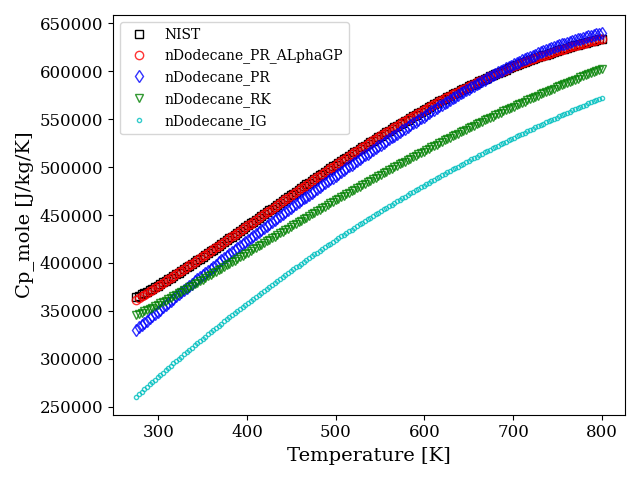 650000
600000
550000
500000
450000
400000
350000
300000
250000
Cp_mole [J/kg/K]
NIST
nDodecane_PR_ALphaGP
nDodecane_PR
nDodecane_RK
nDodecane_IG
300 400 500 600 700 800
Temperature [K]